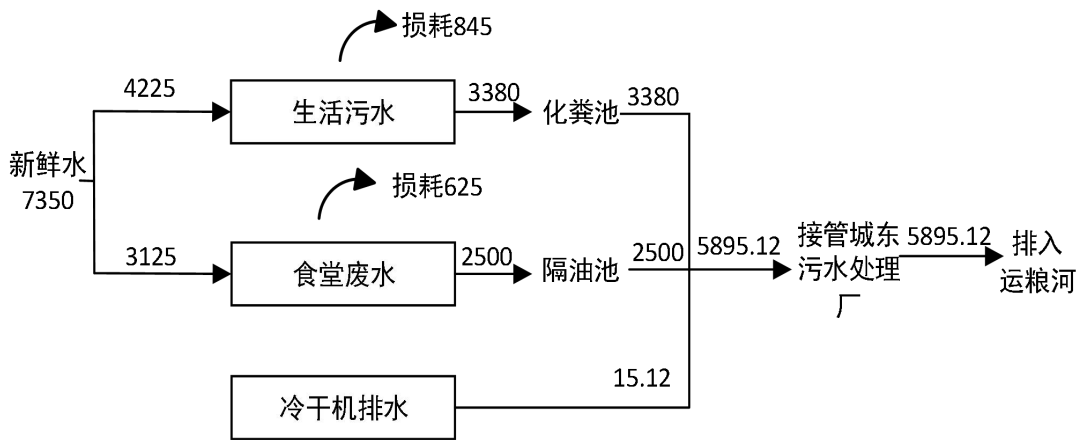 损耗845
4225
生活污水
3380
化粪池
3380
新鲜水
7350
损耗625
3125
食堂废水
2500
隔油池
2500
5895.12
接管城东
污水处理
厂
5895.12
排入
运粮河
冷干机排水
15.12